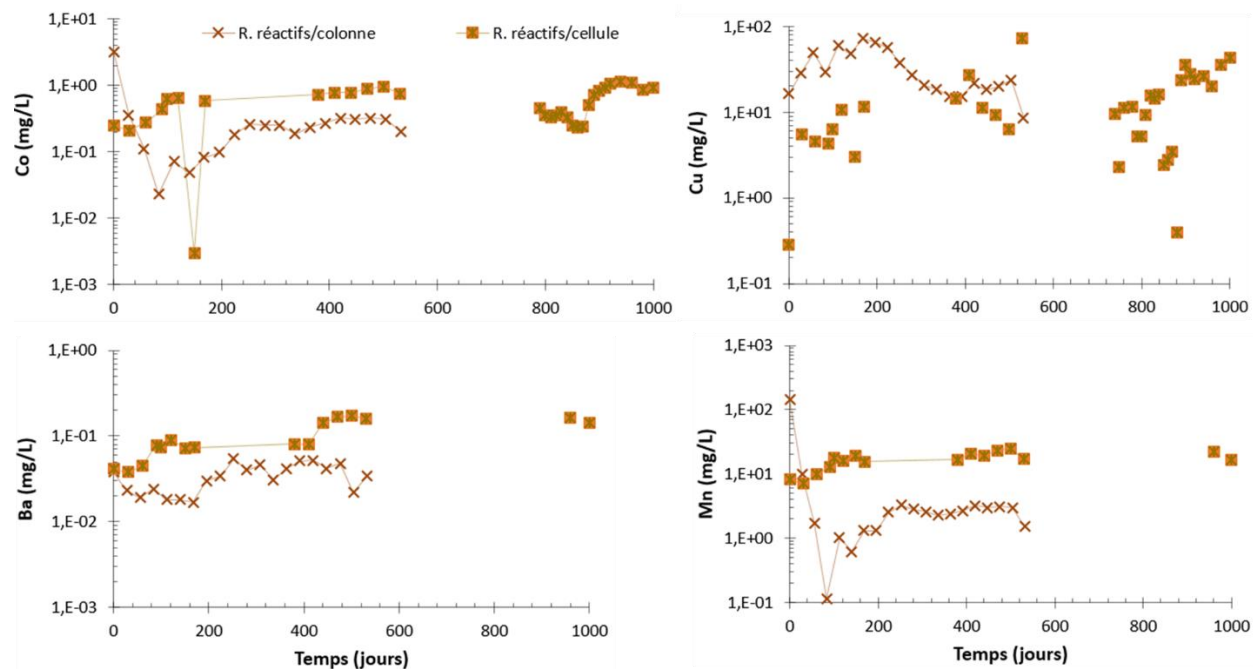 R. réactifs/colonne
R. réactifs/cellule
Co (mg/L)
1,E+01
1,E+00
1,E-01
1,E-02
1,E-03
0 200 400 600 800 1000
Cu (mg/L)
1,E+02
1,E+01
1,E+00
1,E-01
0 200 400 600 800 1000
Ba (mg/L)
1,E+00
1,E-01
1,E-02
1,E-03
0 200 400 600 800 1000
Temps (jours)
Mn (mg/L)
1,E+03
1,E+02
1,E+01
1,E+00
1,E-01
0 200 400 600 800 1000
Temps (jours)